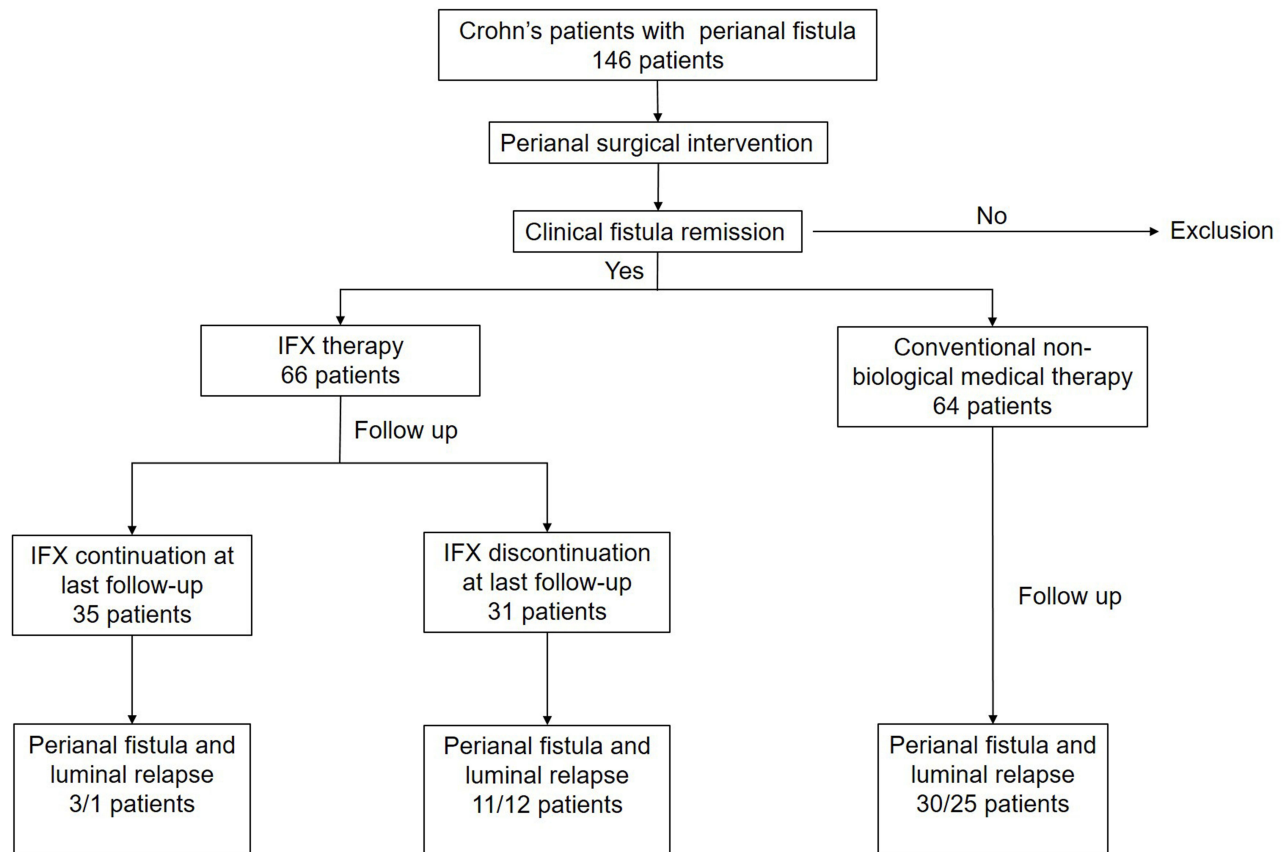 Crohn’s patients with  perianal fistula
146 patients
Perianal surgical intervention
Clinical fistula remission
No
Exclusion
Yes
IFX therapy
66 patients
Conventional non-
biological medical therapy
64 patients
Follow up
IFX continuation at
last follow-up
35 patients
IFX discontinuation
at last follow-up
31 patients
Follow up
Perianal fistula and
luminal relapse
3/1 patients
Perianal fistula and
luminal relapse
11/12 patients
Perianal fistula and
luminal relapse
30/25 patients